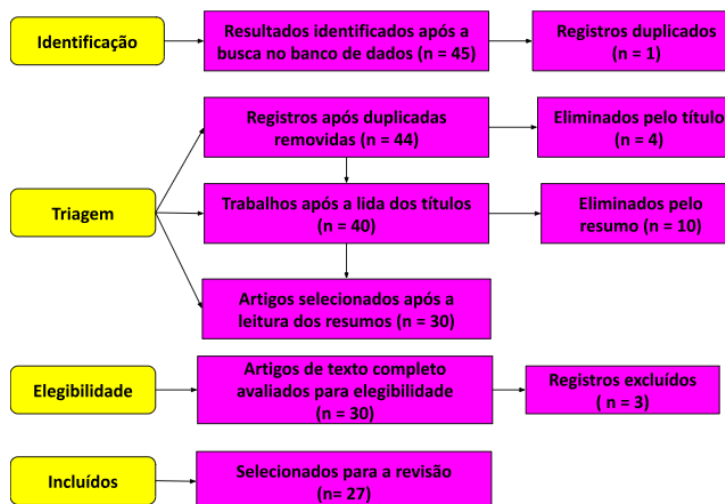 Identificação
Resultados identificados após a
busca no banco de dados (n = 45)
Registros duplicados
(n = 1)
Registros após duplicadas
removidas (n = 44)
Eliminados pelo título
(n = 4)
Triagem
Trabalhos após a lida dos títulos
(n = 40)
Eliminados pelo
resumo (n = 10)
Artigos selecionados após a
leitura dos resumos (n = 30)
Elegibilidade
Artigos de texto completo
avaliados para elegibilidade
(n = 30)
Registros excluídos
( n = 3)
Incluídos
Selecionados para a revisão
(n= 27)